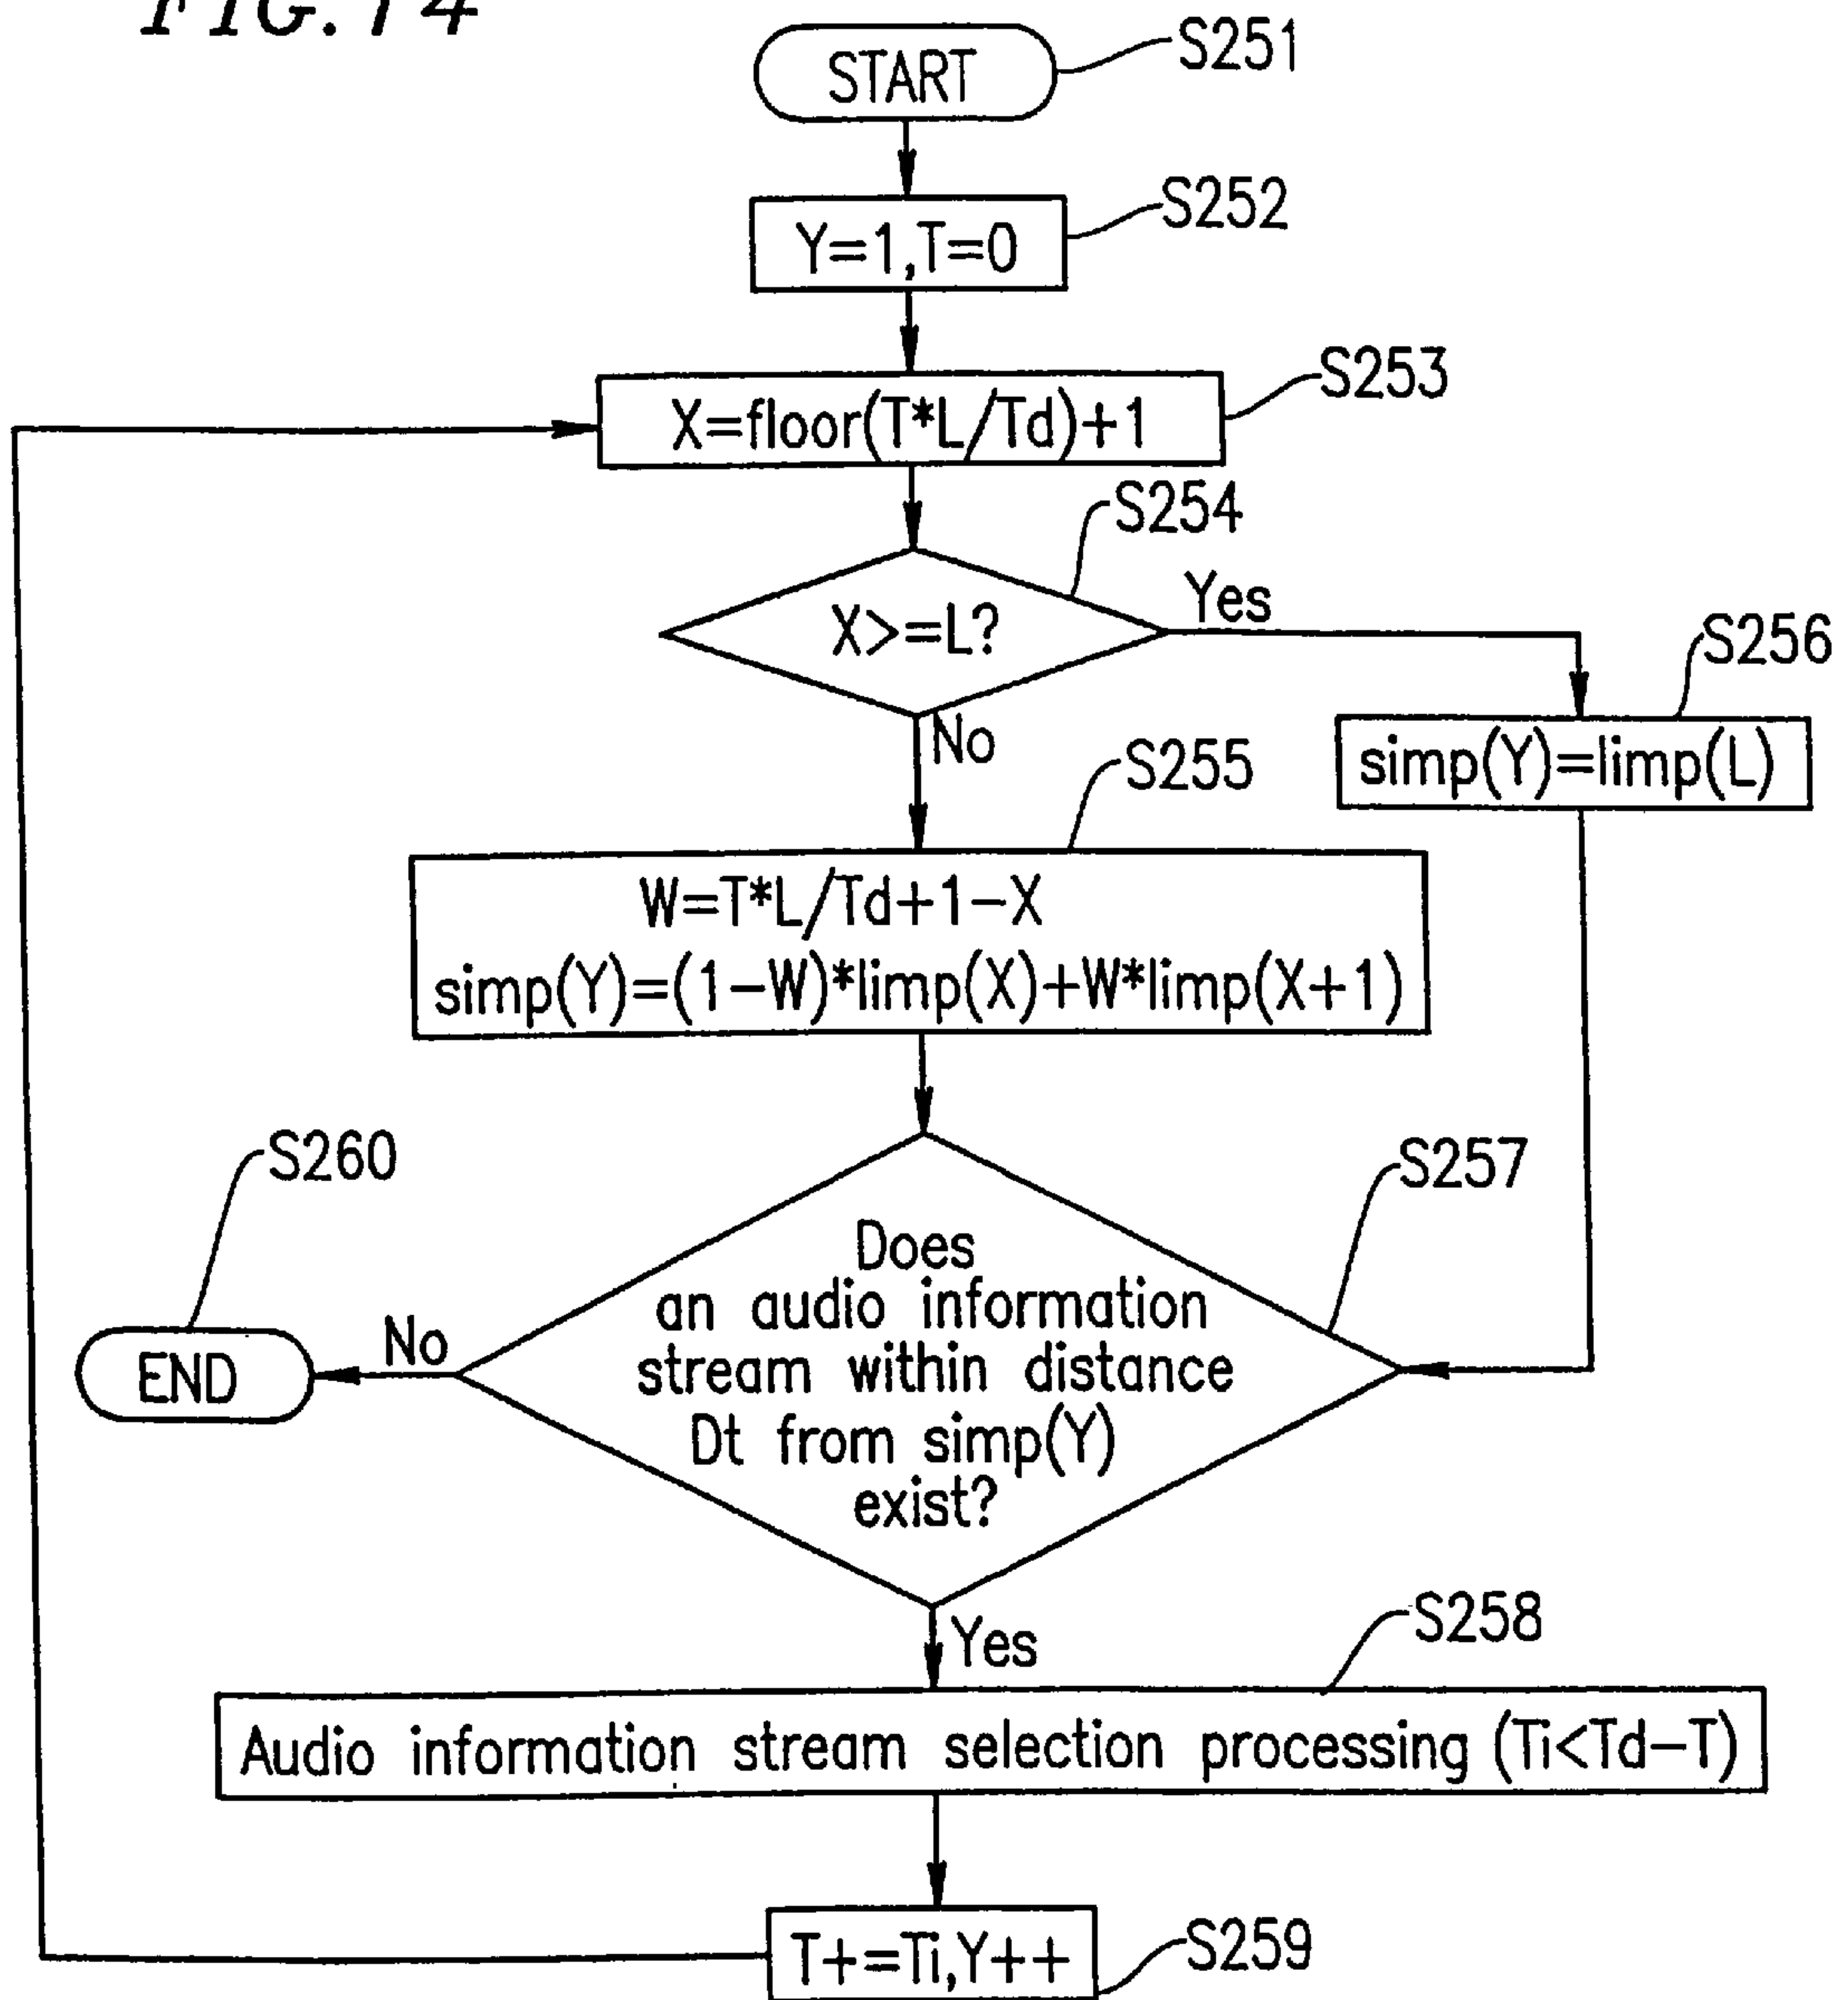 FIG. 14
START
S251
Y=1,T=0
S252
X=floor(T*L/Td)+1
S253
X>=L?
S254
Yes
No
simp(Y)=limp(L)
S256
W=T*L/Td+1-X
simp(Y)=(1-W)*limp(X)+W*limp(X+1)
S255
Does
an audio information
stream within distance
Dt from simp(Y)
exist?
S257
No
END
S260
Yes
Audio information stream selection processing (Ti<Td-T)
S258
T+=Ti,Y++
S259